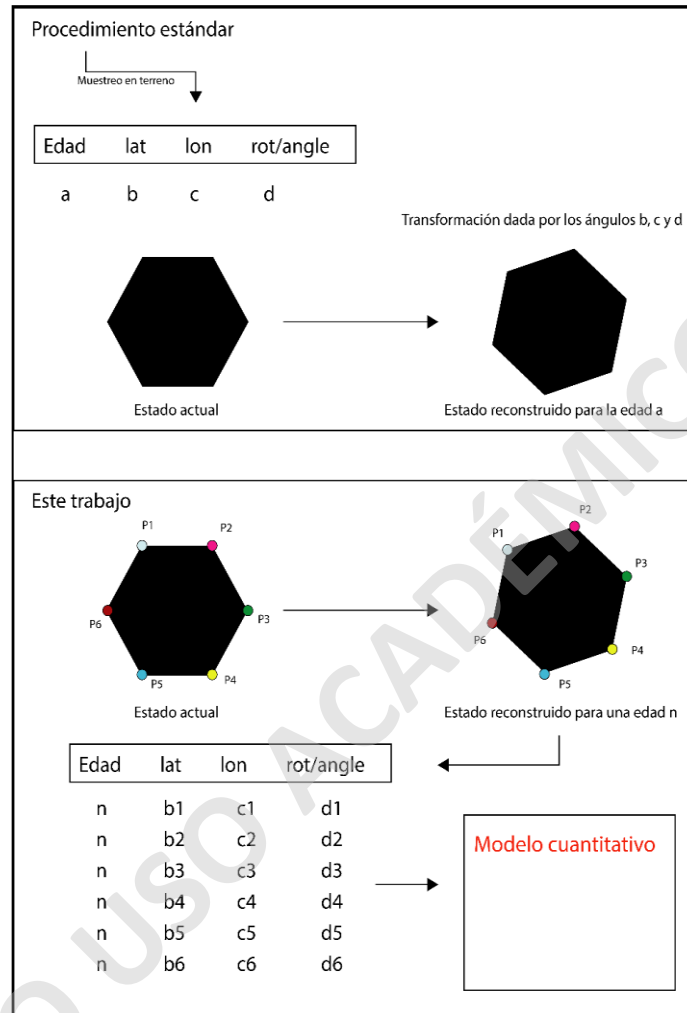 Procedimiento estándar
Muestreo en terreno
Edad lat lon rot/angle
a b c d
Transformación dada por los ángulos b, c y d
Estado actual
Estado reconstruido para la edad a
Este trabajo
P1 P2
P3
P6
P5 P4
P2
P1
P3
P6
P4
P5
Estado actual
Estado reconstruido para una edad n
Edad lat lon rot/angle
n b1 c1 d1
n b2 c2 d2
n b3 c3 d3
n b4 c4 d4
n b5 c5 d5
n b6 c6 d6
Modelo cuantitativo
O USO ACADÉMICO